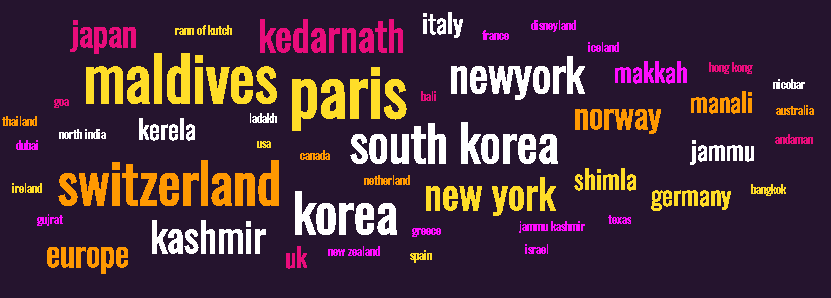 italy
japan
rann of kutch
kedarnath
france
disneyland
iceland
maldives
paris
newyork
makkah
hong kong
nicobar
goa
bali
manali
australia
thailand
north india
kerela
ladakh
norway
dubai
usa
canada
south korea
jammu
andaman
ireland
switzerland
netherland
new york
shimla
germany
bangkok
gujrat
kashmir
korea
greece
jammu kashmir
texas
europe
uk
new zealand
spain
israel